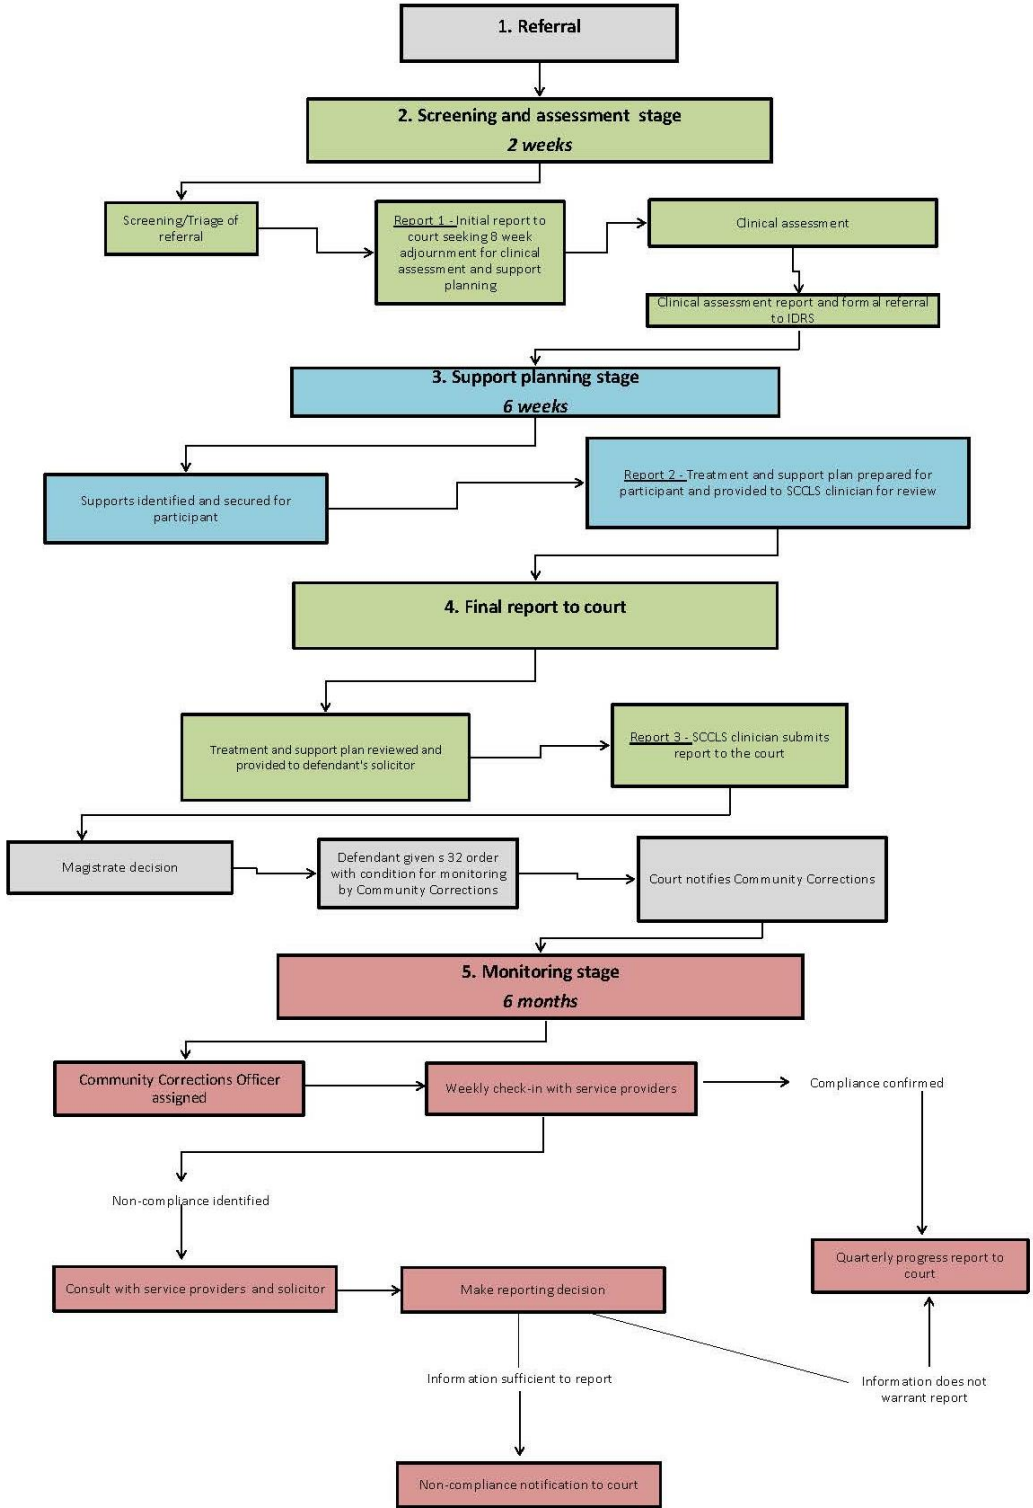 1. Referral
2. Screening and assessment stage
2 weeks
Screening/Triage of
referral
Report 1 - Initial report to
court seeking 8 week
adjournment for clinical
assessment and support
planning
Clinical assessment
Clinical assessment report and formal referral
to IDRS
3. Support planning stage
6 weeks
Supports identified and secured for
participant
Report 2 - Treatment and support plan prepared for
participant and provided to SCCLS clinician for review
4. Final report to court
Treatment and support plan reviewed and
provided to defendant's solicitor
Report 3 - SCCLS clinician submits
report to the court
Magistrate decision
Defendant given s 32 order
with condition for monitoring
by Community Corrections
Court notifies Community Corrections
5. Monitoring stage
6 months
Community Corrections Officer
assigned
Weekly check-in with service providers
Compliance confirmed
Non-compliance identified
Quarterly progress report to
court
Consult with service providers and solicitor
Make reporting decision
Information sufficient to report
Information does not
warrant report
Non-compliance notification to court